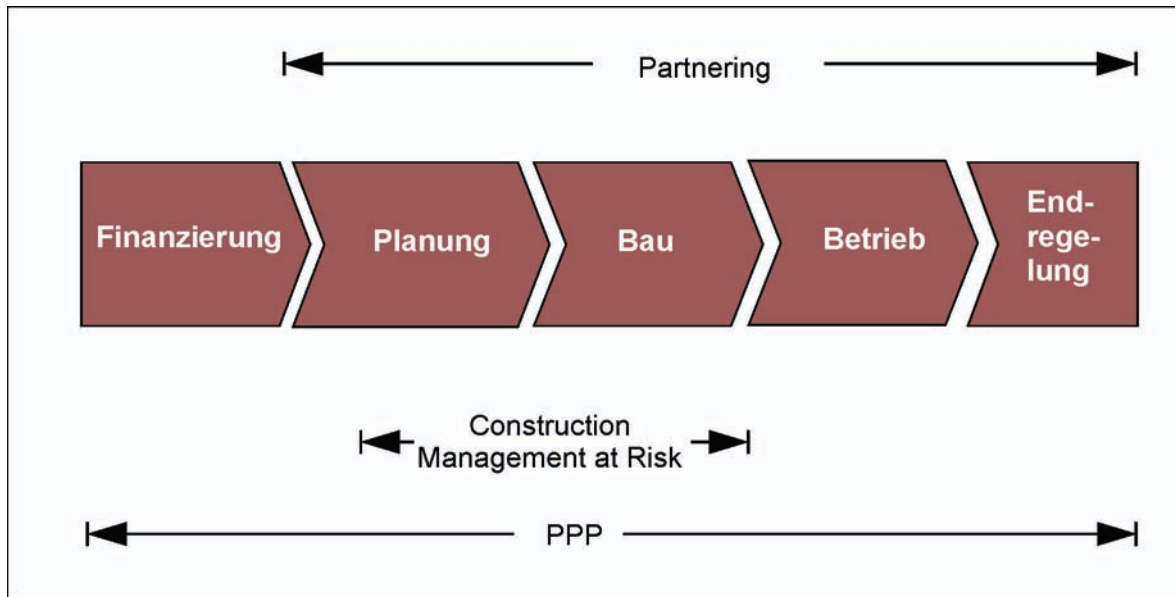 Partnering
Finanzierung
Planung
Bau
Betrieb
End-
rege-
lung
Construction
Management at Risk
PPP